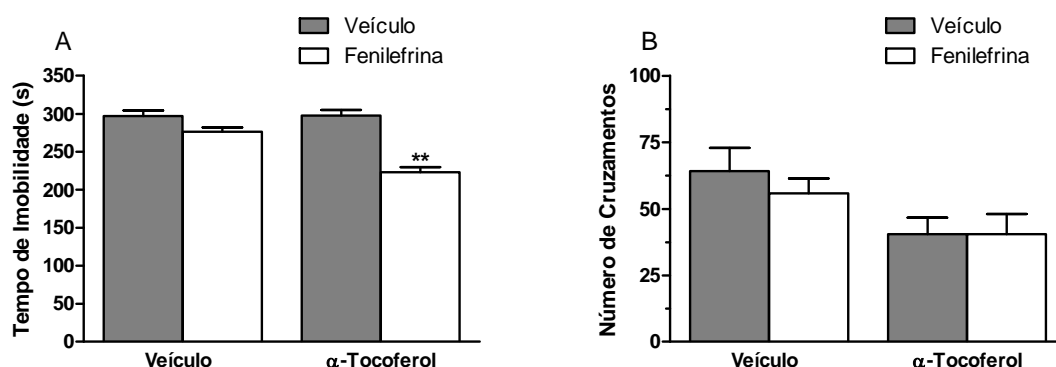 A
Veículo
Fenilefrina
Tempo de Imobilidade (s)
350
300
250
200
150
100
50
0
**
Veículo
α-Tocoferol
B
Veículo
Fenilefrina
Número de Cruzamentos
100
75
50
25
0
Veículo
α-Tocoferol